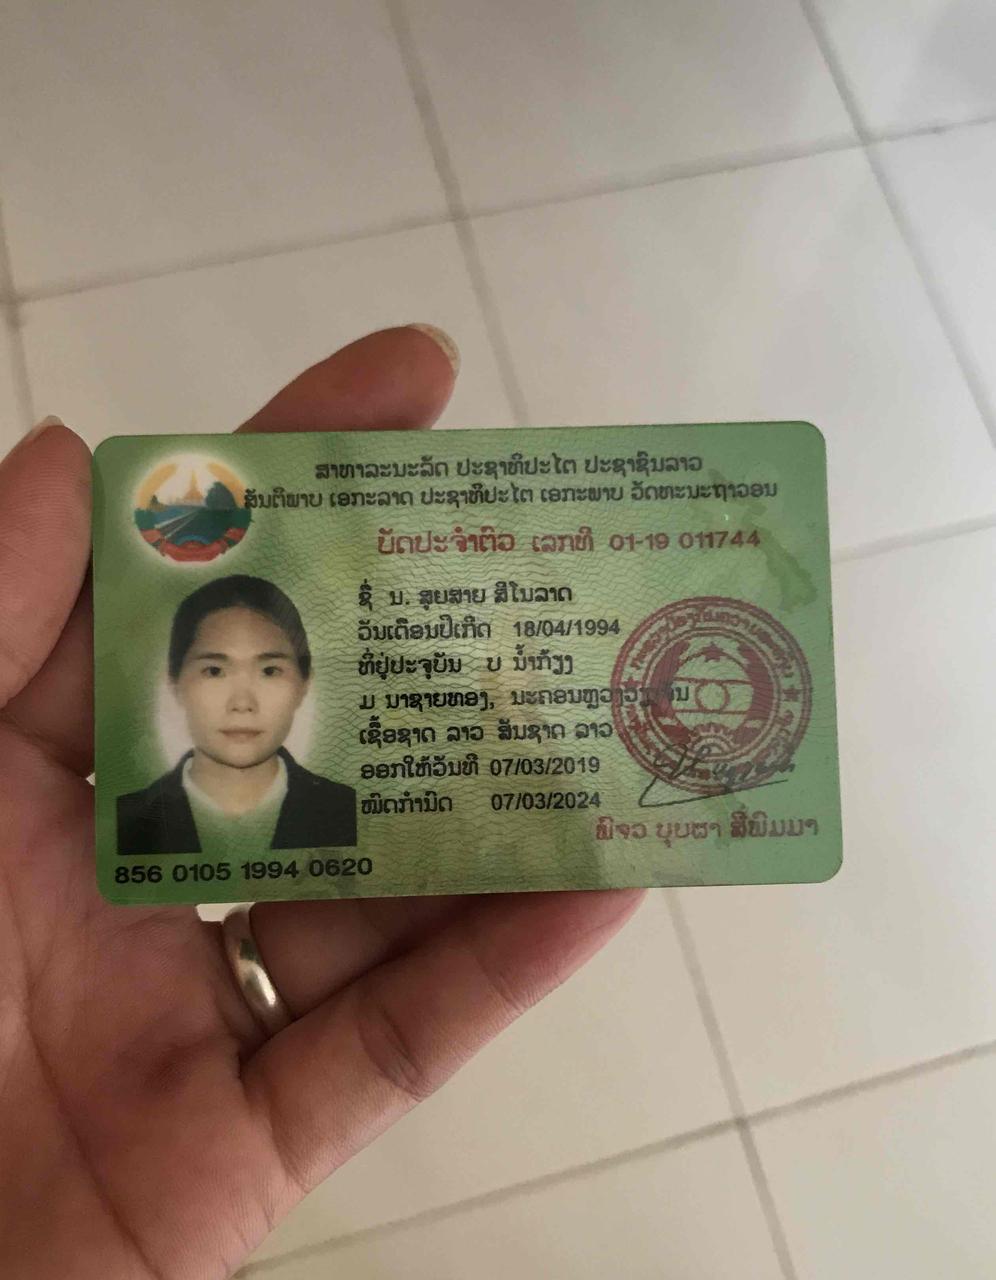 ສາທາລະນະລັດ ປະຊາທິປະໄຕ ປະຊາຊົນລາວ
ສັນຕິພາບ ເອກະລາດ ປະຊາທິປະໄຕ ເອກະພາບ ວັດທະນະຖາວອນ
ບັດປະຈຳຕົວ ເລກທີ 01-19 011744
ຊື່ ນ. ສຸຍສາຍ ສີໂນລາດ
ວັນເດືອນປີເກີດ 18/04/1994
ທີ່ຢູ່ປະຈຸບັນ ບ ນ້ຳກ້ຽງ
ມ ນາຊາຍທອງ, ນະຄອນຫຼວງວຽງຈັນ
ເຊື້ອຊາດ ລາວ ສັນຊາດ ລາວ
ອອກໃຫ້ວັນທີ 07/03/2019
ໝົດກຳນົດ 07/03/2024
ພົຈວ ບຸບຜາ ສີພິມມາ
856 0105 1994 0620